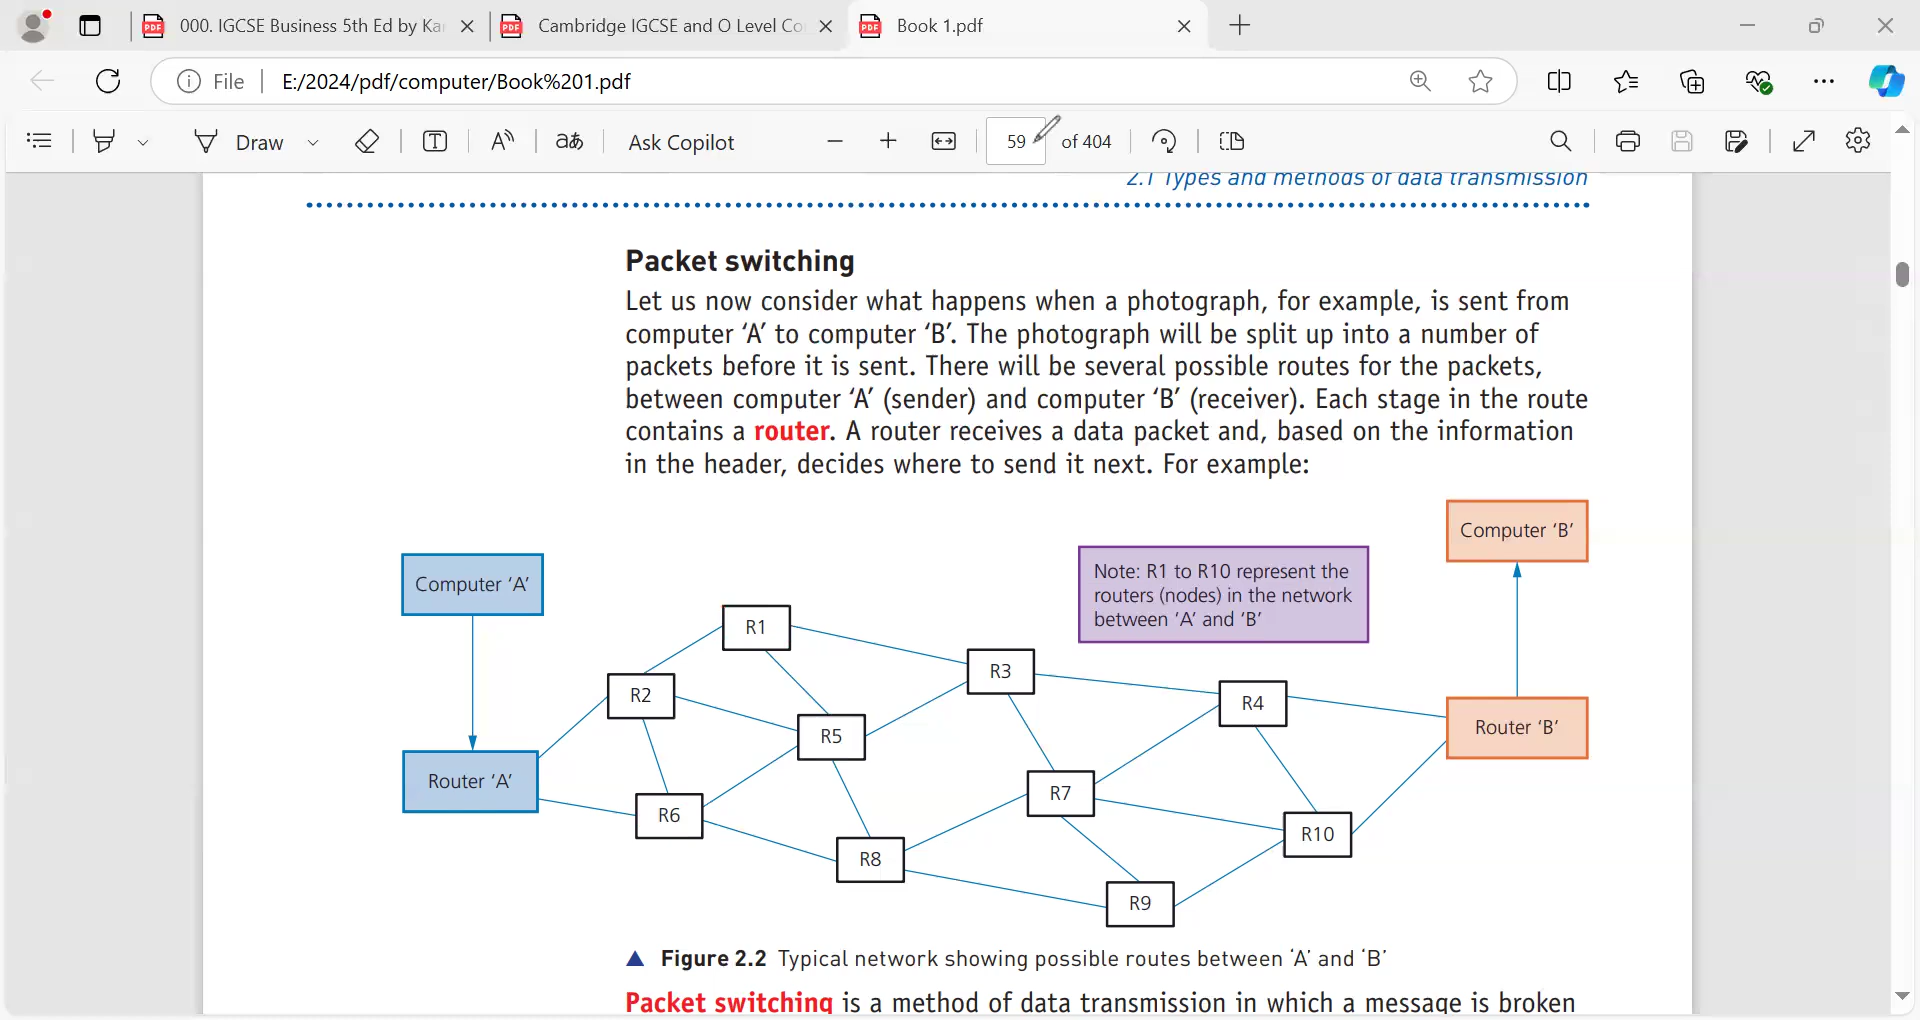 000. IGCSE Business 5th Ed by Kar
Cambridge IGCSE and O Level Co
Book 1.pdf
File
E:/2024/pdf/computer/Book%201.pdf
Draw
Ask Copilot
59
of 404
2.1 Types and methods of data transmission
Packet switching
Let us now consider what happens when a photograph, for example, is sent from
computer ‘A’ to computer ‘B’. The photograph will be split up into a number of
packets before it is sent. There will be several possible routes for the packets,
between computer ‘A’ (sender) and computer ‘B’ (receiver). Each stage in the route
contains a router. A router receives a data packet and, based on the information
in the header, decides where to send it next. For example:
Computer ‘B’
Computer ‘A’
Note: R1 to R10 represent the
routers (nodes) in the network
between ‘A’ and ‘B’
R1
R3
R2
R4
R5
Router ‘B’
Router ‘A’
R7
R6
R10
R8
R9
▲ Figure 2.2 Typical network showing possible routes between ‘A’ and ‘B’
Packet switching is a method of data transmission in which a message is broken